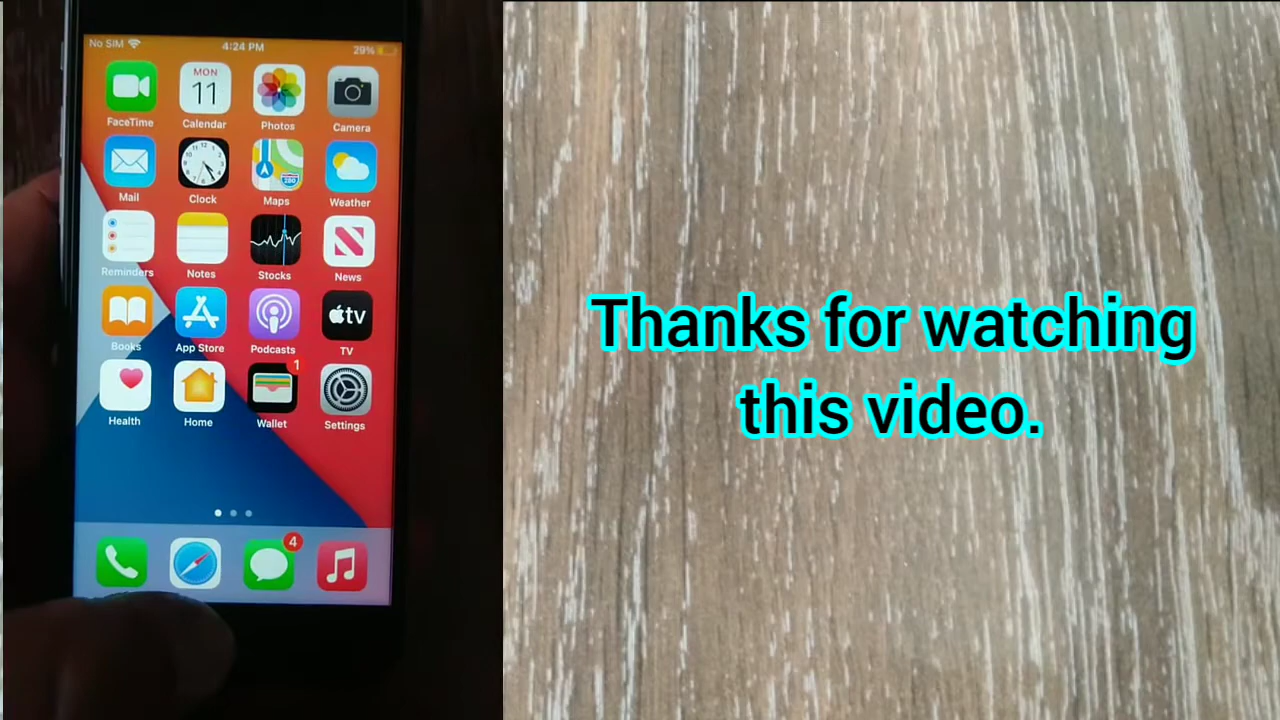 No SIM 4:24 PM 29%
MON
11
FaceTime Calendar Photos Camera
Mail Clock Maps Weather
Reminders Notes Stocks News
tv
Books App Store Podcasts TV
1
Health Home Wallet Settings
4
Thanks for watching
this video.